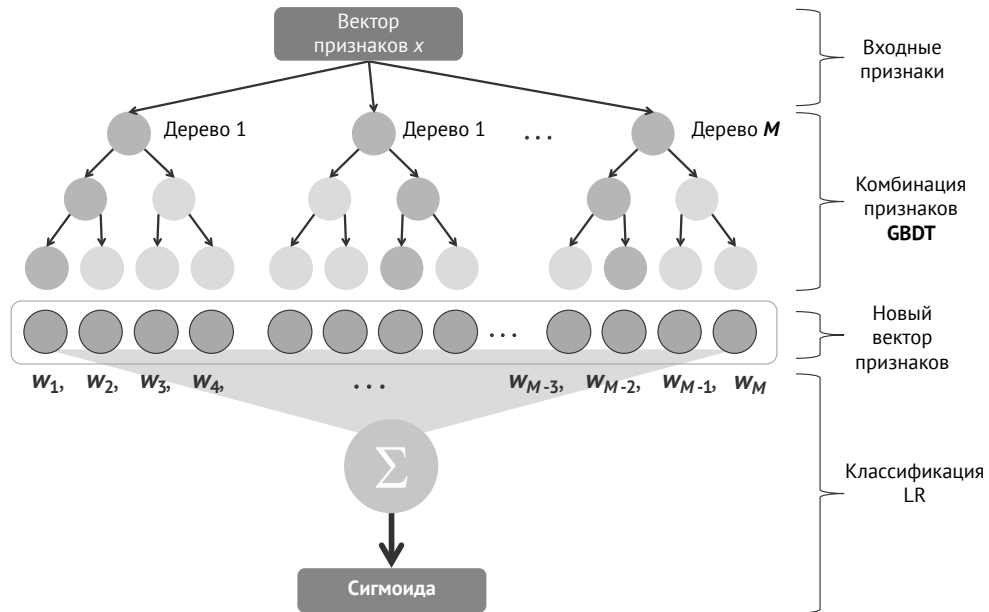 Вектор
признаков x
Входные
признаки
Дерево 1
Дерево 1
...
Дерево M
Комбинация
признаков
GBDT
...
Новый
вектор
признаков
w1, w2, w3, w4, ... wM-3, wM-2, wM-1, wM
Σ
Классификация
LR
Сигмоида